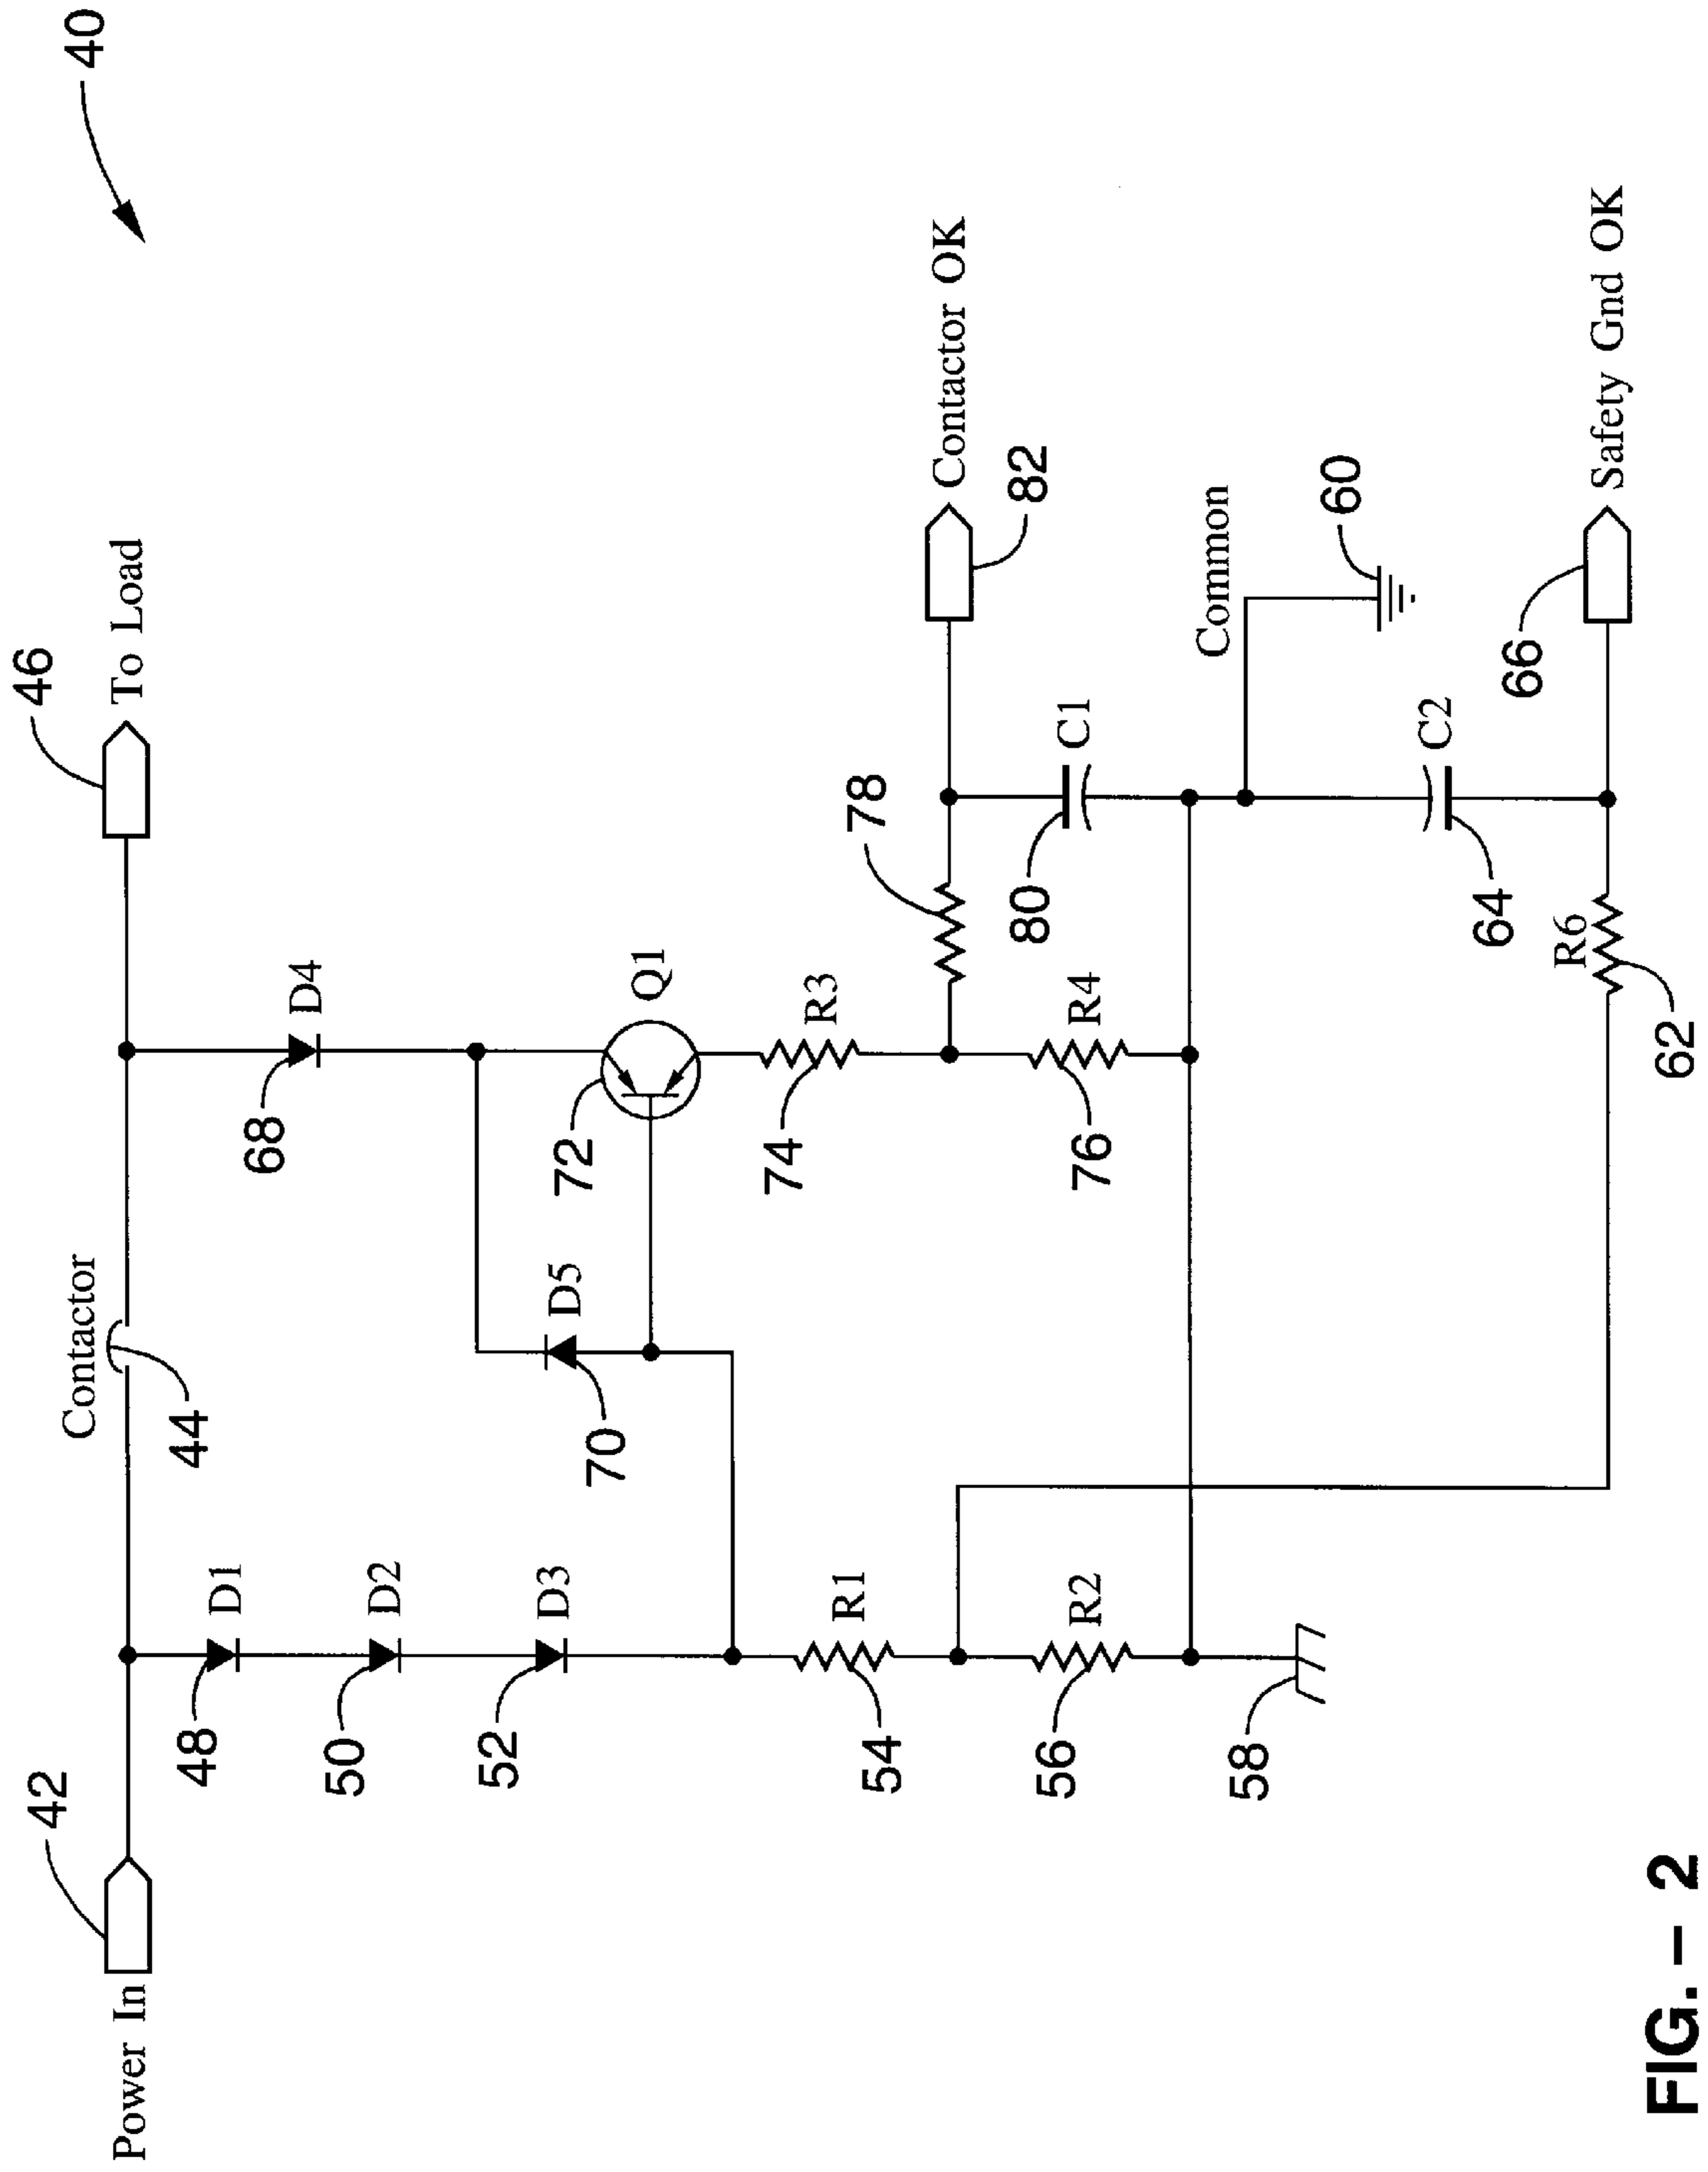 40
46
To Load
Contactor
44
42
Power In
D1
48
D2
50
D3
52
D4
68
D5
70
Q1
72
R1
54
R2
56
58
R3
74
R4
76
78
Contactor OK
82
C1
80
Common
60
C2
64
66
Safety Gnd OK
R6
62
FIG. – 2